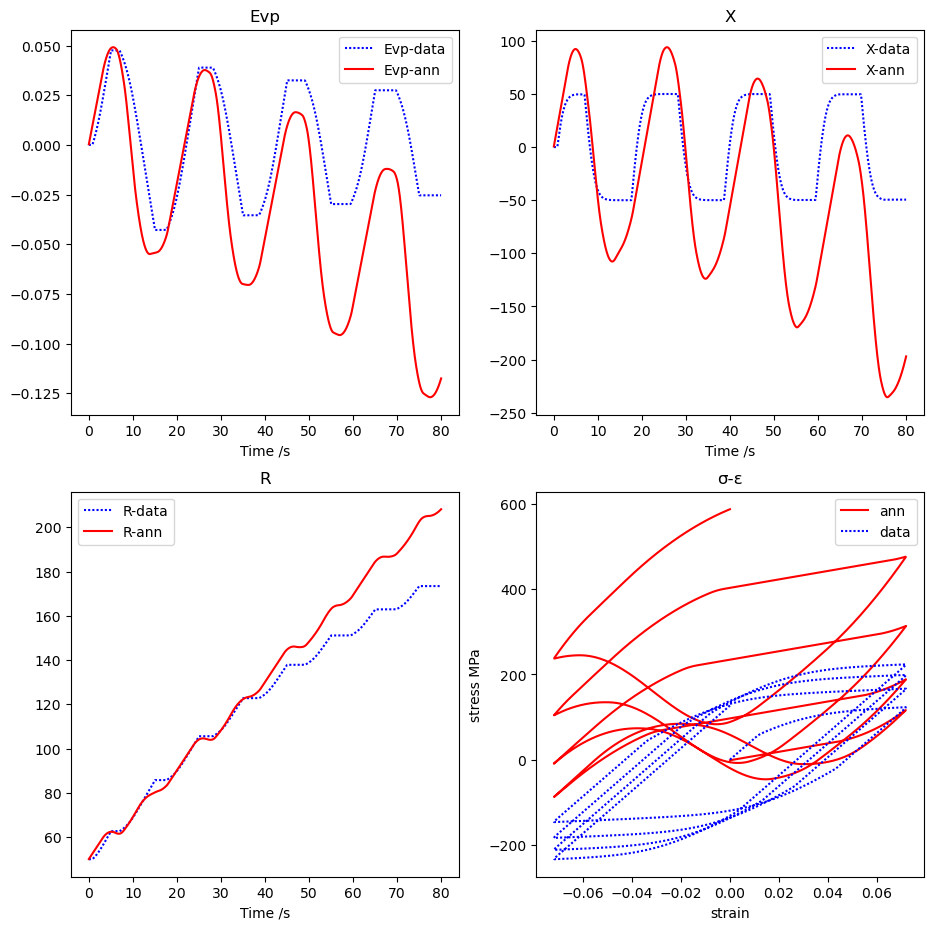 Evp
Evp-data
Evp-ann
0.050
0.025
0.000
−0.025
−0.050
−0.075
−0.100
−0.125
0 10 20 30 40 50 60 70 80
Time /s
X
X-data
X-ann
100
50
0
−50
−100
−150
−200
−250
0 10 20 30 40 50 60 70 80
Time /s
R
R-data
R-ann
200
180
160
140
120
100
80
60
0 10 20 30 40 50 60 70 80
Time /s
σ-ε
ann
data
600
400
200
0
−200
stress MPa
−0.06 −0.04 −0.02 0.00 0.02 0.04 0.06
strain